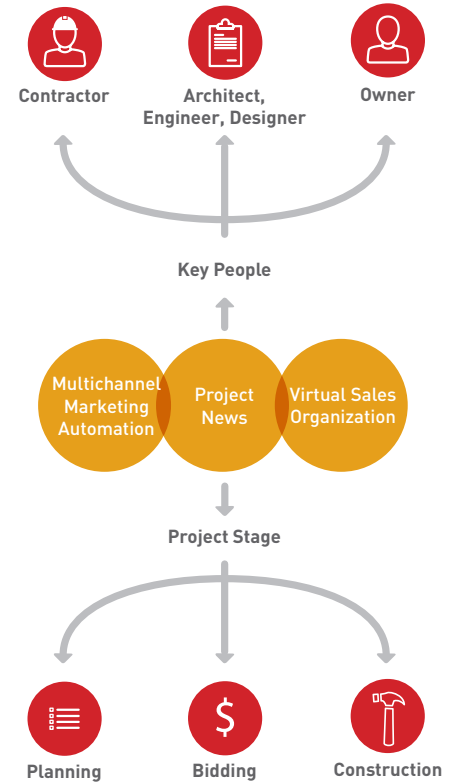 Contractor
Architect,
Engineer, Designer
Owner
Key People
Multichannel
Marketing
Automation
Project
News
Virtual Sales
Organization
Project Stage
$
Planning
Bidding
Construction